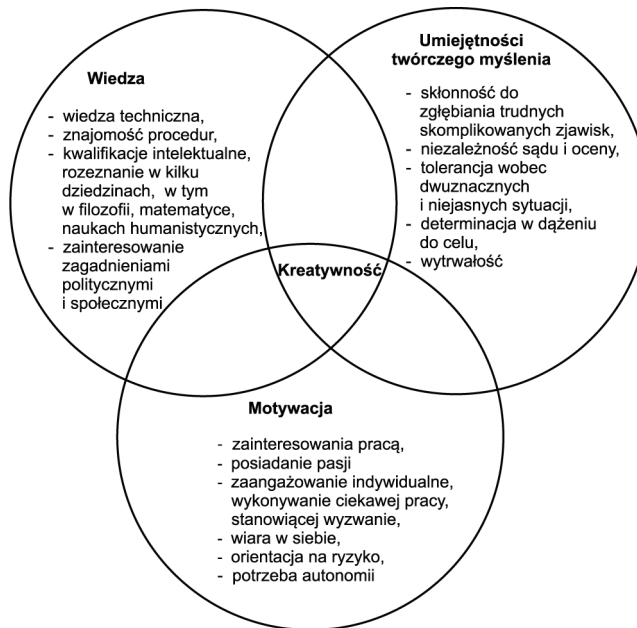 Wiedza
- wiedza techniczna,
- znajomość procedur,
- kwalifikacje intelektualne,
rozeznanie w kilku
dziedzinach, w tym
w filozofii, matematyce,
naukach humanistycznych,
- zainteresowanie
zagadnieniami
politycznymi
i społecznymi
Umiejętności
twórczego myślenia
- skłonność do
zgłębiania trudnych
skomplikowanych zjawisk,
- niezależność sądu i oceny,
- tolerancja wobec
dwuznacznych
i niejasnych sytuacji,
- determinacja w dążeniu
do celu,
- wytrwałość
Kreatywność
Motywacja
- zainteresowania pracą,
- posiadanie pasji
- zaangażowanie indywidualne,
wykonywanie ciekawej pracy,
stanowiącej wyzwanie,
- wiara w siebie,
- orientacja na ryzyko,
- potrzeba autonomii